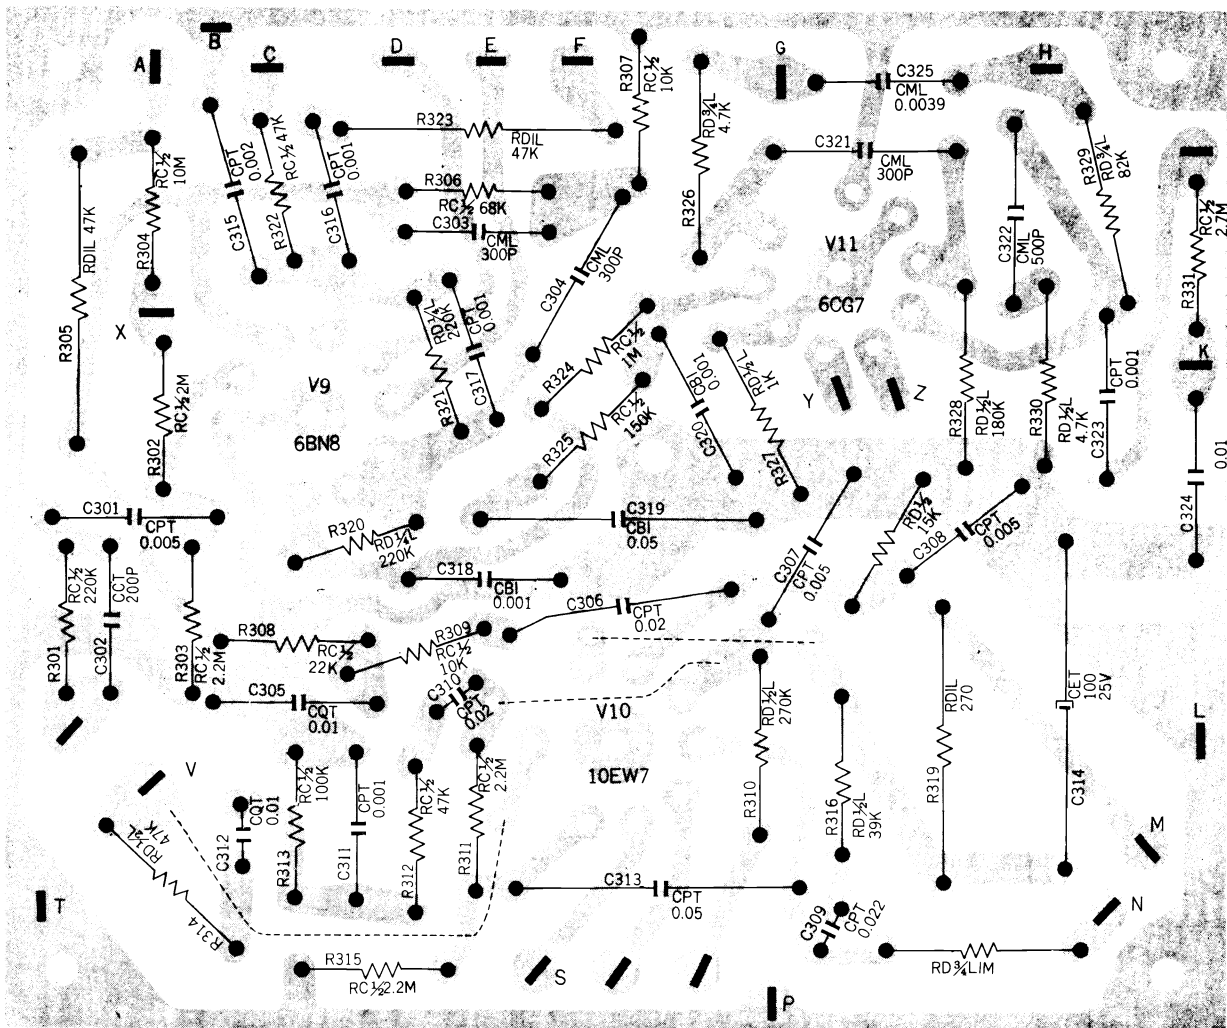 A
B
C
D
E
F
G
H
R307
RC½
10K
RD¾L
4.7K
R326
C325
CML
0.0039
C321
CML
300P
R323
RDIL
47K
R306
RC½ 68K
C303
CML
300P
CPT
0.002
C315
RC½ 47K
R322
CPT
0.001
C316
RC½
10M
R304
RDIL 47K
R305
X
RC½2M
R302
V9
6BN8
RD½L
220K
R321
CPT
0.001
C317
C304
CML
300P
R324
RC½
1M
R325
RC½
150K
CBL
0.001
C320
RD½L
1K
R327
V11
6CG7
Y
Z
C322
CML
500P
R329
RD¾L
82K
RC½
2.7M
R331
K
R328
RD½L
180K
R330
RD½L
4.7K
CPT
0.001
C323
0.01
C324
C301
CPT
0.005
R320
RD½L
220K
C319
CBI
0.05
C318
CBI
0.001
C306
CPT
0.02
C307
CPT
0.005
RD½
15K
C308
CPT
0.005
RC½
220K
R301
CCT
200P
C302
R303
RC½
2.2M
R308
RC½
22K
R309
RC½
10K
C305
CQT
0.01
C310
CPT
0.02
V10
10EW7
RD½L
270K
R310
R316
RD½L
39K
RDIL
270
R319
CET
100
25V
C314
L
V
RD½L
47K
R314
CQT
0.01
C312
RC½
100K
R313
CPT
0.001
C311
RC½
47K
R312
RC½
2.2M
R311
C313
CPT
0.05
C309
CPT
0.022
M
N
T
R315
RC½2.2M
S
RD¾L1M
P